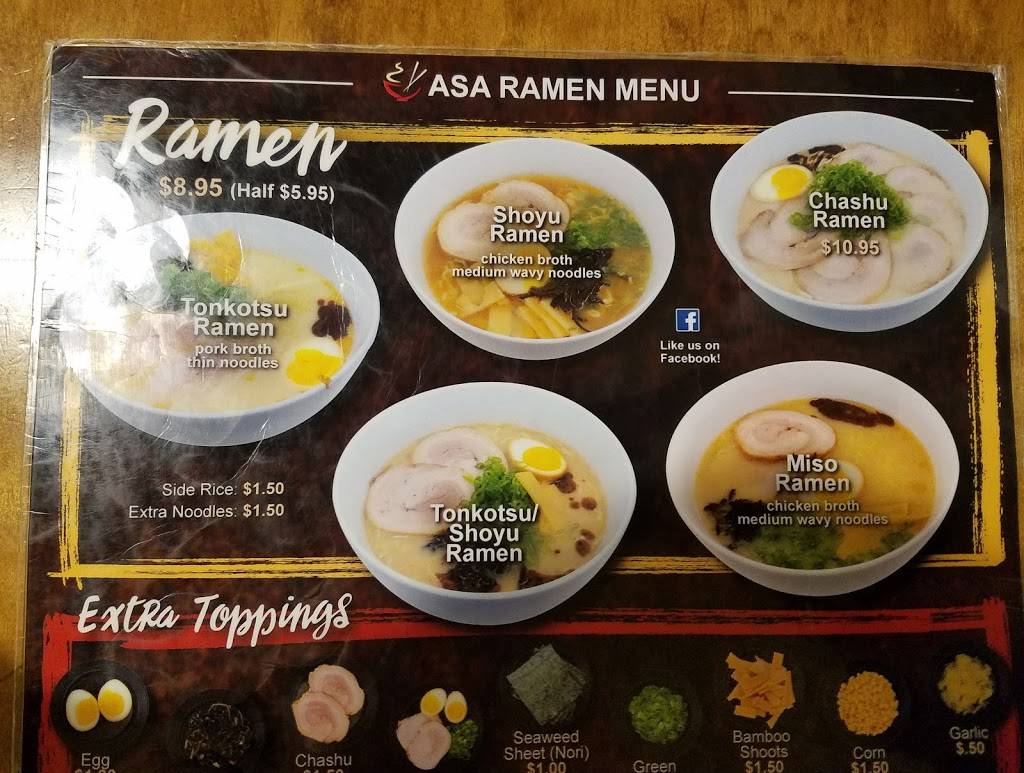 ASA RAMEN MENU
Ramen
$8.95 (Half $5.95)
Shoyu
Ramen
chicken broth
medium wavy noodles
Chashu
Ramen
$10.95
Tonkotsu
Ramen
pork broth
thin noodles
Like us on
Facebook!
Side Rice: $1.50
Extra Noodles: $1.50
Tonkotsu/
Shoyu
Ramen
Miso
Ramen
chicken broth
medium wavy noodles
Extra Toppings
Egg
Chashu
Seaweed
Sheet (Nori)
$1.00
Green
Bamboo
Shoots
$1.50
Corn
$1.50
Garlic
$.50